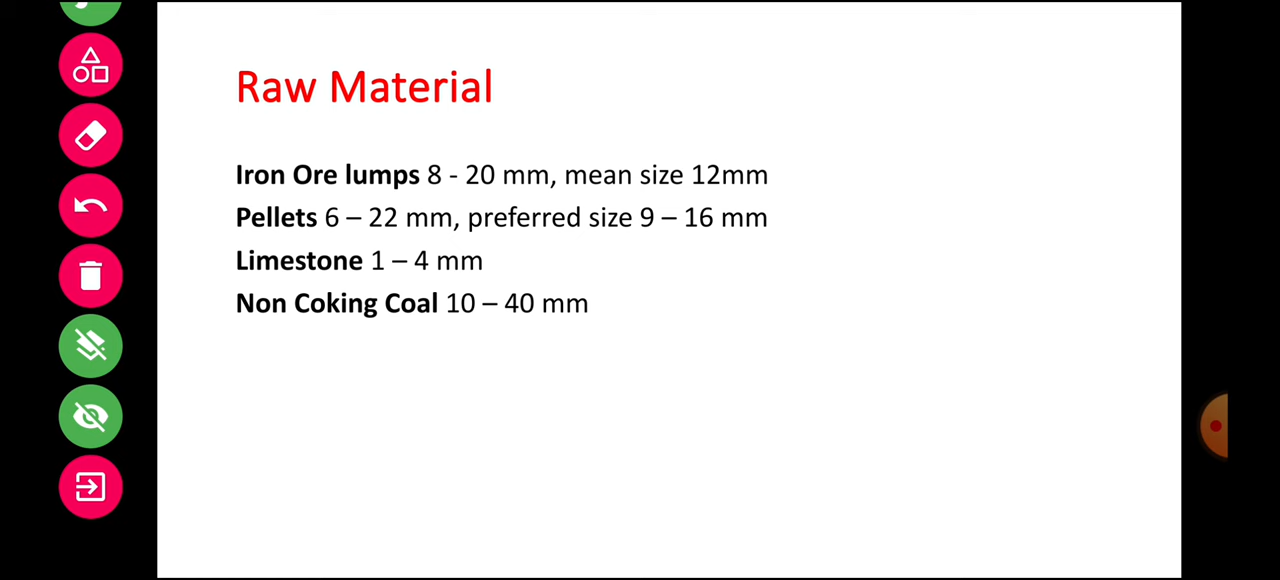 Raw Material
Iron Ore lumps 8 - 20 mm, mean size 12mm
Pellets 6 – 22 mm, preferred size 9 – 16 mm
Limestone 1 – 4 mm
Non Coking Coal 10 – 40 mm